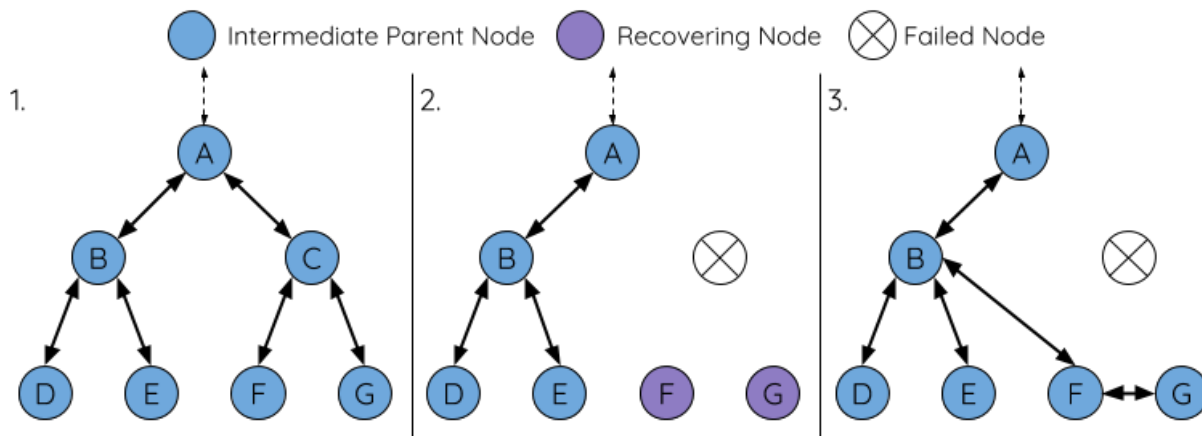 Intermediate Parent Node Recovering Node Failed Node
1. 2. 3.
A A A
B C B B
D E F G D E F G D E F G